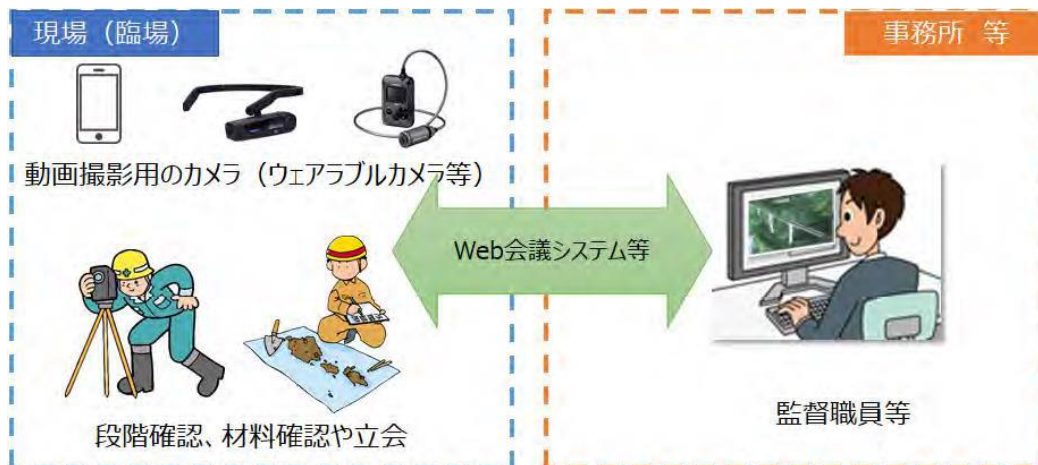 現場（臨場）
事務所 等
動画撮影用のカメラ（ウェアラブルカメラ等）
Web会議システム等
段階確認、材料確認や立会
監督職員等